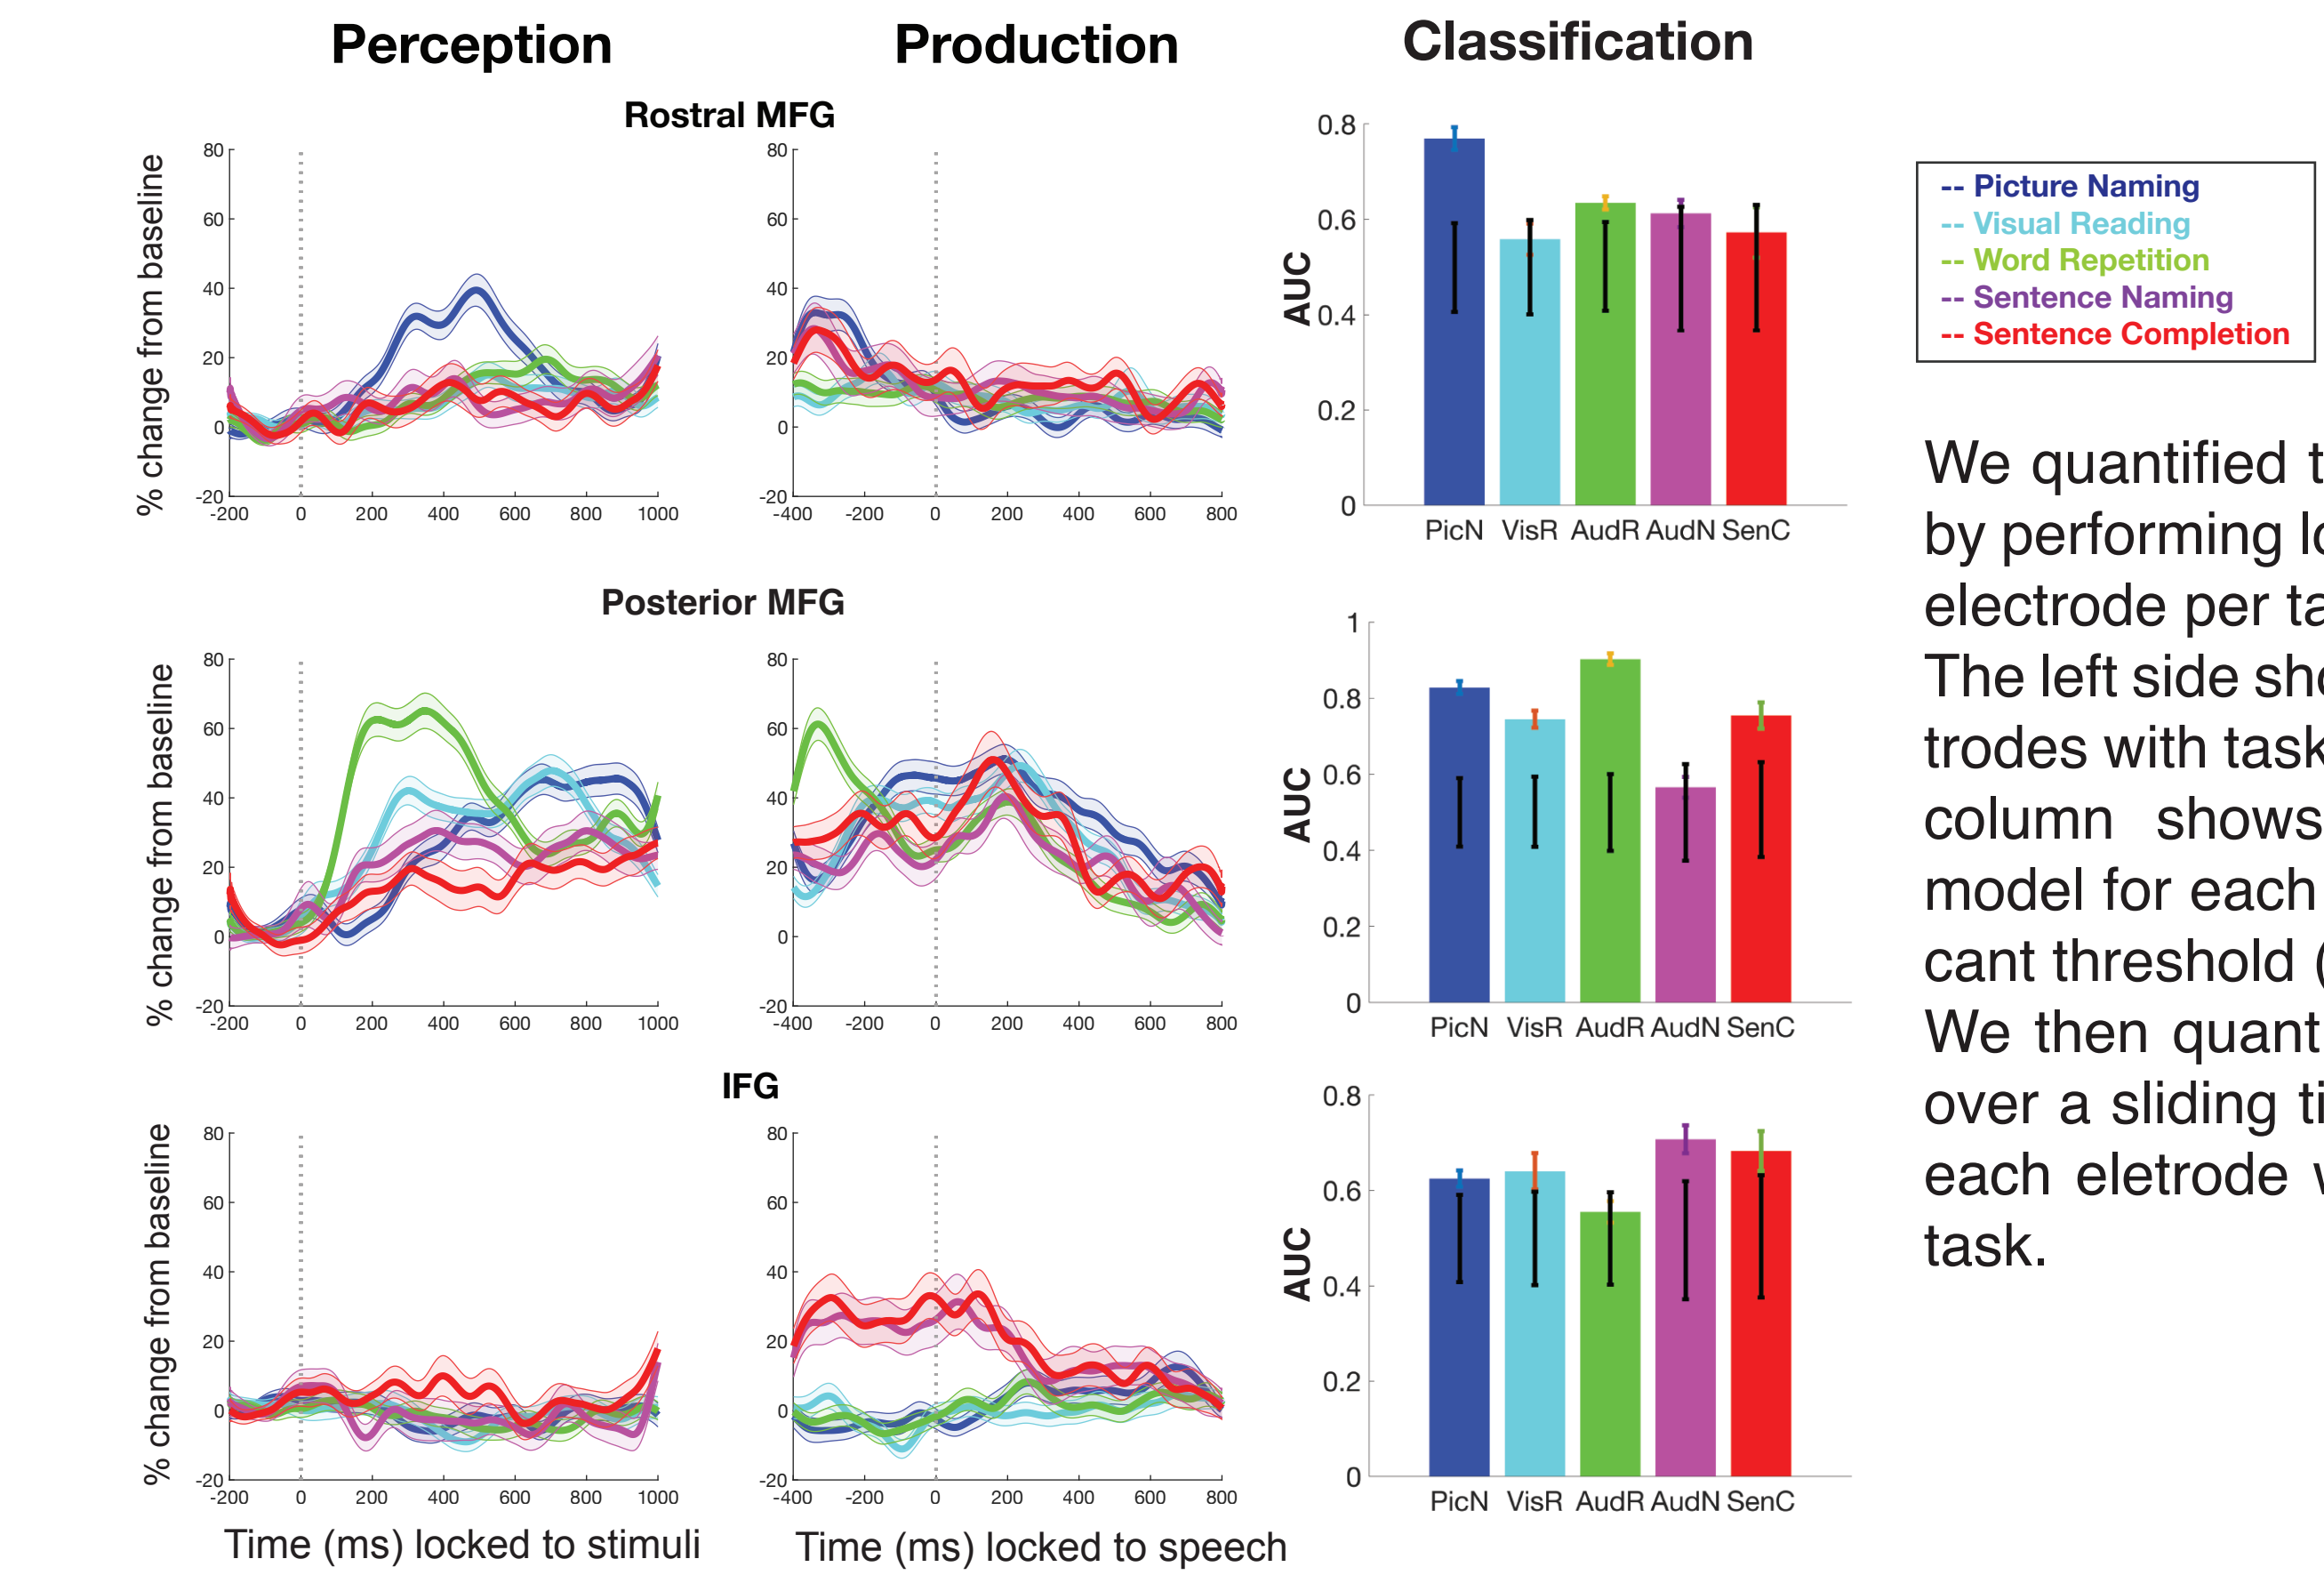 Perception Production Classification
Rostral MFG
% change from baseline
80
60
40
20
0
-20
-200 0 200 400 600 800 1000
80
60
40
20
0
-20
-400 -200 0 200 400 600 800
AUC
0.8
0.6
0.4
0.2
0
PicN VisR AudR AudN SenC
-- Picture Naming
-- Visual Reading
-- Word Repetition
-- Sentence Naming
-- Sentence Completion
Posterior MFG
% change from baseline
80
60
40
20
0
-20
-200 0 200 400 600 800 1000
80
60
40
20
0
-20
-400 -200 0 200 400 600 800
AUC
1
0.8
0.6
0.4
0.2
0
PicN VisR AudR AudN SenC
IFG
% change from baseline
80
60
40
20
0
-20
-200 0 200 400 600 800 1000
Time (ms) locked to stimuli
80
60
40
20
0
-20
-400 -200 0 200 400 600 800
Time (ms) locked to speech
AUC
0.8
0.6
0.4
0.2
0
PicN VisR AudR AudN SenC
We quantified t
by performing lo
electrode per ta
The left side sho
trodes with task
column shows
model for each
cant threshold (
We then quant
over a sliding ti
each eletrode w
task.